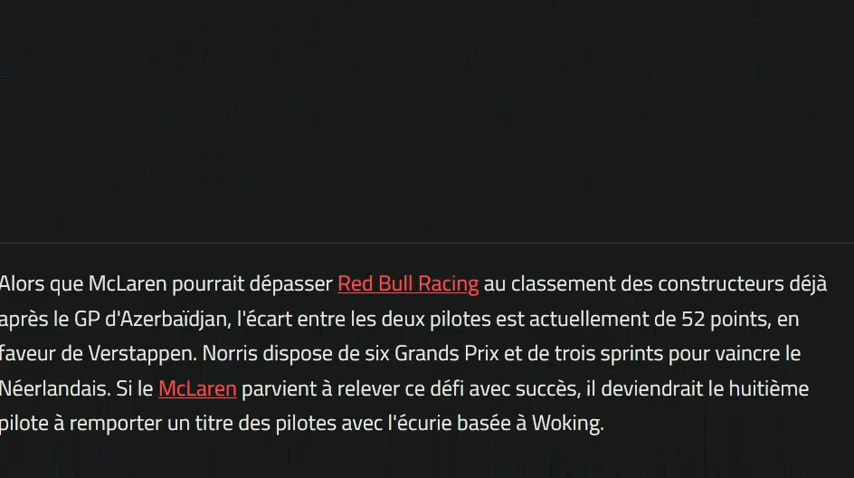 Alors que McLaren pourrait dépasser Red Bull Racing au classement des constructeurs déjà
après le GP d'Azerbaïdjan, l'écart entre les deux pilotes est actuellement de 52 points, en
faveur de Verstappen. Norris dispose de six Grands Prix et de trois sprints pour vaincre le
Néerlandais. Si le McLaren parvient à relever ce défi avec succès, il deviendrait le huitième
pilote à remporter un titre des pilotes avec l'écurie basée à Woking.